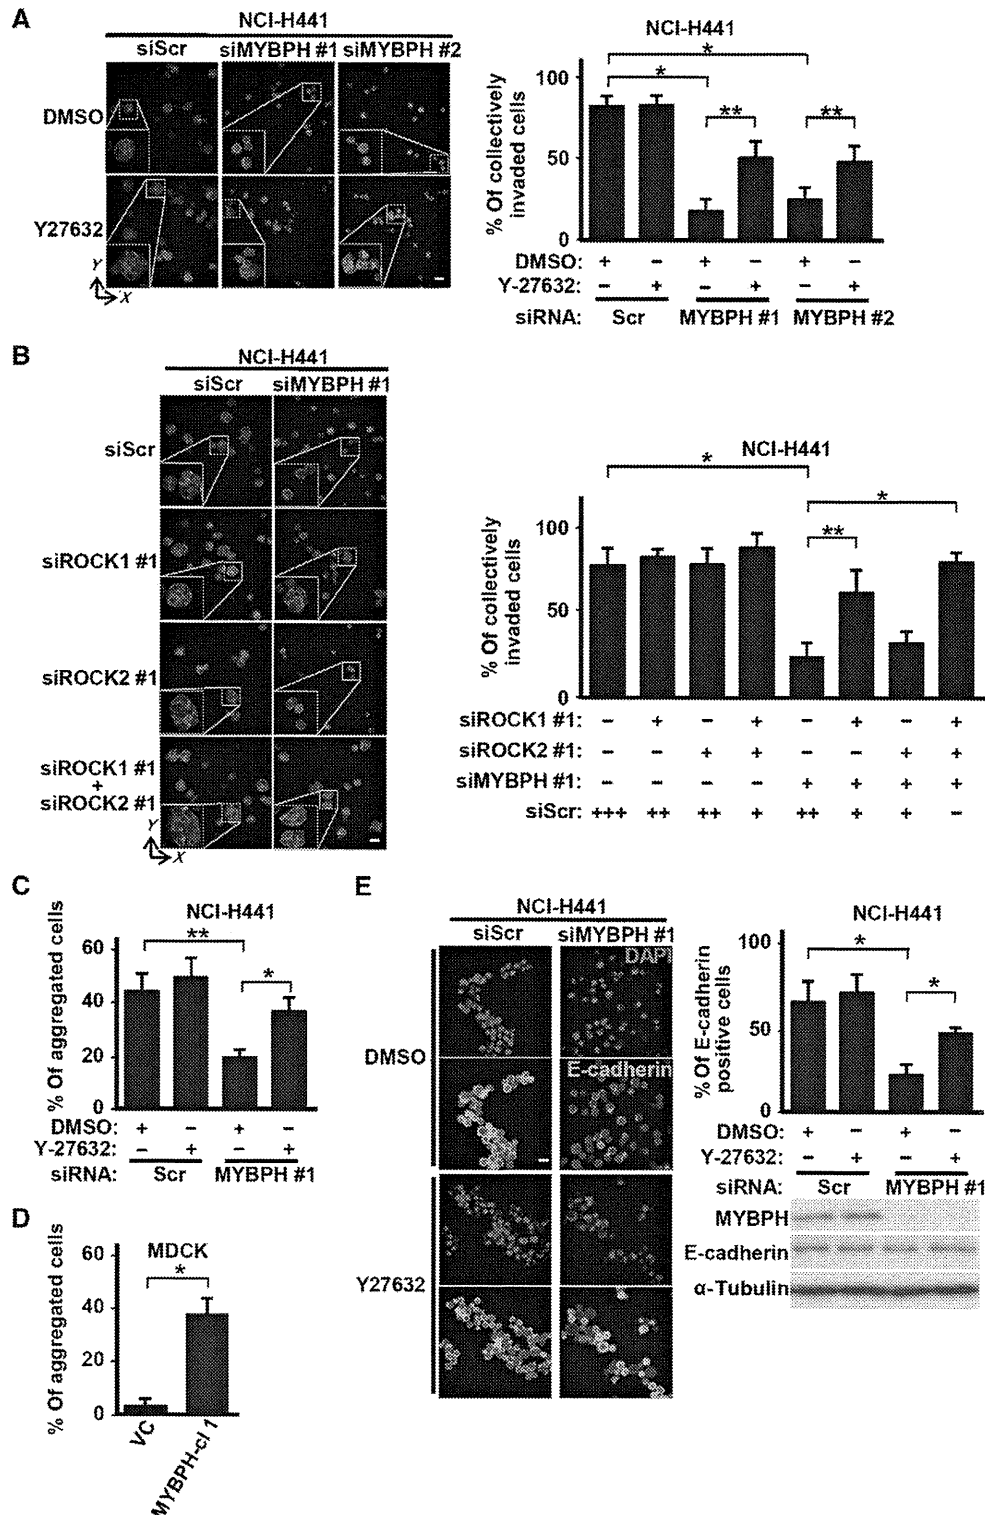 A
NCI-H441
siScr siMYBPH #1 siMYBPH #2
DMSO
Y27632
Y
X
NCI-H441
*
*
** **
% Of collectively
invaded cells
100
50
0
DMSO: + – + – + –
Y-27632: – + – + – +
siRNA: Scr MYBPH #1 MYBPH #2
B
NCI-H441
siScr siMYBPH #1
siScr
siROCK1 #1
siROCK2 #1
siROCK1 #1
+
siROCK2 #1
Y
X
NCI-H441
*
*
**
% Of collectively
invaded cells
100
50
0
siROCK1 #1: – + – + – + – +
siROCK2 #1: – – + + – – + +
siMYBPH #1: – – – – + + + +
siScr: +++ ++ ++ + ++ + + –
C
NCI-H441
**
*
% Of aggregated cells
60
40
20
0
DMSO: + – + –
Y-27632: – + – +
siRNA: Scr MYBPH #1
D
MDCK
*
% Of aggregated cells
60
40
20
0
VC
MYBPH-cl 1
E
NCI-H441
siScr siMYBPH #1
DAPI
DMSO
E-cadherin
Y27632
NCI-H441
*
*
% Of E-cadherin
positive cells
100
50
0
DMSO: + – + –
Y-27632: – + – +
siRNA: Scr MYBPH #1
MYBPH
E-cadherin
α-Tubulin